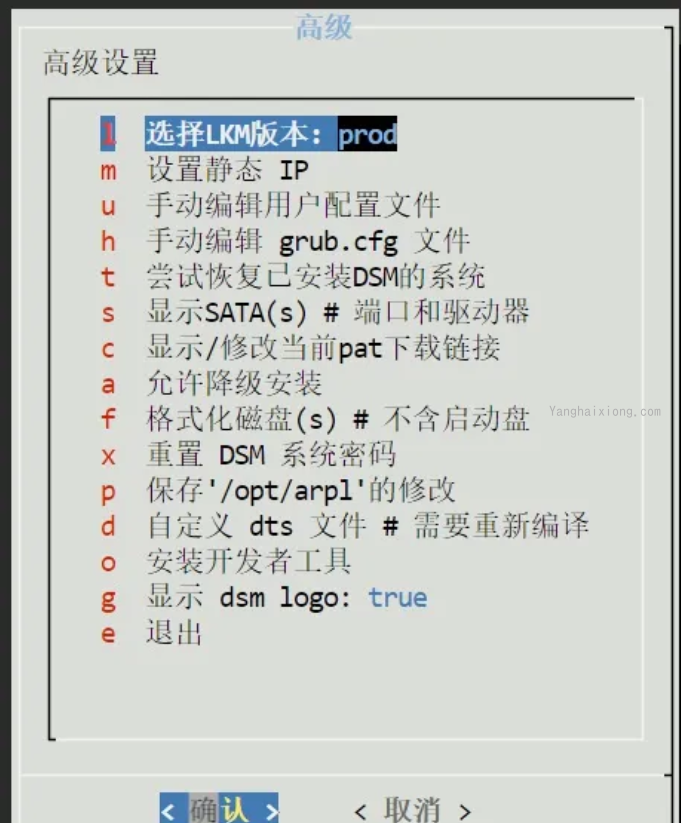 高级
高级设置
l 选择LKM版本: prod
m 设置静态 IP
u 手动编辑用户配置文件
h 手动编辑 grub.cfg 文件
t 尝试恢复已安装DSM的系统
s 显示SATA(s) # 端口和驱动器
c 显示/修改当前pat下载链接
a 允许降级安装
f 格式化磁盘(s) # 不含启动盘
Yanghaixiong.com
x 重置 DSM 系统密码
p 保存'/opt/arpl'的修改
d 自定义 dts 文件 # 需要重新编译
o 安装开发者工具
g 显示 dsm logo: true
e 退出
< 确认 > < 取消 >